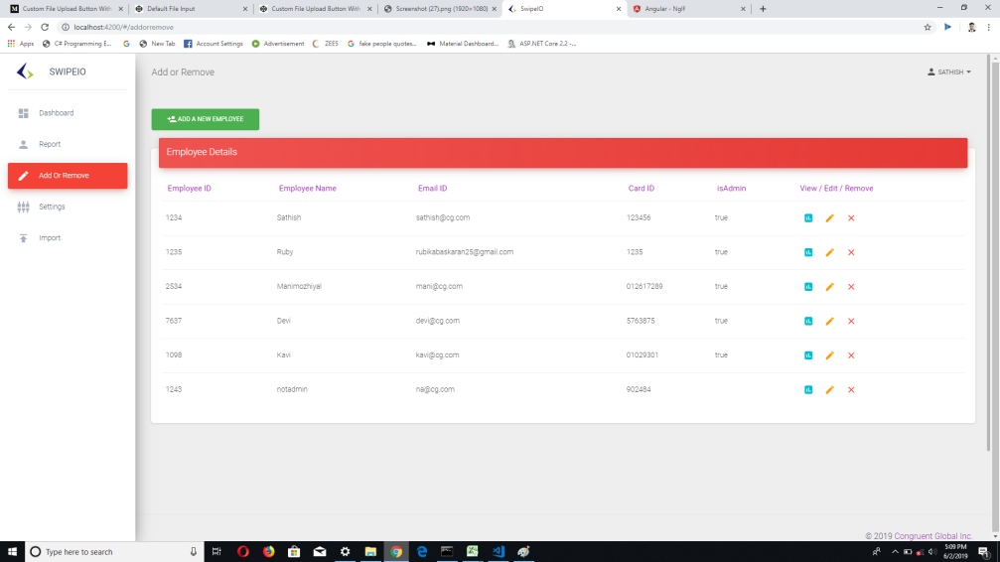 Custom File Upload Button With
Default File Input
Custom File Upload Button With
Screenshot (27).png (1920×1080)
SwipeIO
Angular - NgIf
localhost:4200/#/addorremove
Apps
C# Programming E...
New Tab
Account Settings
Advertisement
ZEE5
fake people quotes...
Material Dashboard...
ASP.NET Core 2.2 -...
SWIPEIO
Add or Remove
SATHISH
Dashboard
Report
Add Or Remove
Settings
Import
ADD A NEW EMPLOYEE
Employee Details
Employee ID Employee Name Email ID Card ID isAdmin View / Edit / Remove
1234 Sathish sathish@cg.com 123456 true
1235 Ruby rubikabaskaran25@gmail.com 1235 true
2534 Manimozhiyal mani@cg.com 012617289 true
7637 Devi devi@cg.com 5763875 true
1098 Kavi kavi@cg.com 01029301 true
1243 notadmin na@cg.com 902484
© 2019 Congruent Global Inc.
Type here to search
5:09 PM
6/2/2019